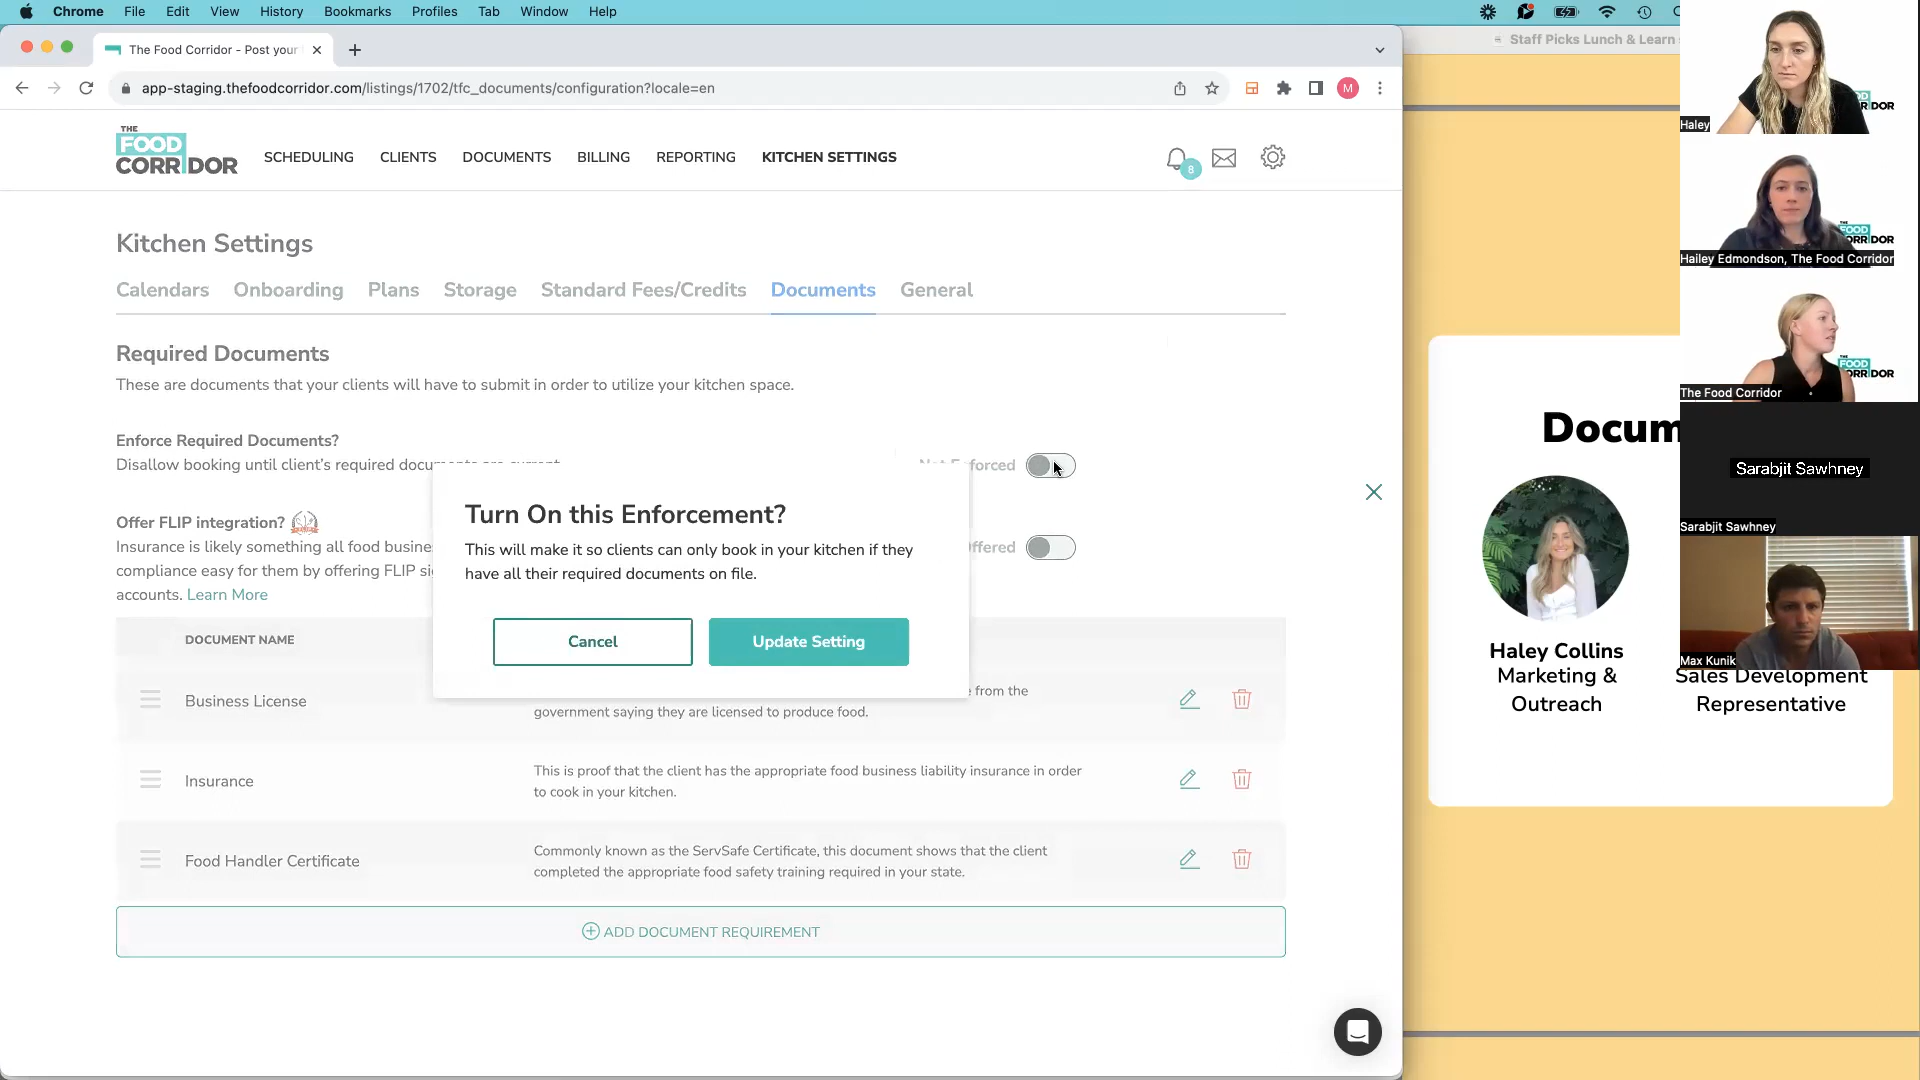 Chrome File Edit View History Bookmarks Profiles Tab Window Help
The Food Corridor - Post your
Staff Picks Lunch & Learn
app-staging.thefoodcorridor.com/listings/1702/tfc_documents/configuration?locale=en
M
THE
FOOD
CORRIDOR
SCHEDULING CLIENTS DOCUMENTS BILLING REPORTING KITCHEN SETTINGS
8
Kitchen Settings
Calendars Onboarding Plans Storage Standard Fees/Credits Documents General
Required Documents
These are documents that your clients will have to submit in order to utilize your kitchen space.
Enforce Required Documents?
Disallow booking until client's required documents are current
Not Enforced
Offer FLIP integration?
Insurance is likely something all food busine
ffered
compliance easy for them by offering FLIP si
accounts. Learn More
Turn On this Enforcement?
This will make it so clients can only book in your kitchen if they
have all their required documents on file.
Cancel
Update Setting
DOCUMENT NAME
Business License
from the
government saying they are licensed to produce food.
Insurance
This is proof that the client has the appropriate food business liability insurance in order
to cook in your kitchen.
Food Handler Certificate
Commonly known as the ServSafe Certificate, this document shows that the client
completed the appropriate food safety training required in your state.
ADD DOCUMENT REQUIREMENT
Docum
Haley Collins
Marketing &
Outreach
Sales Development
Representative
Haley
DOR
Hailey Edmondson, The Food Corridor
FOOD
ORRIDOR
The Food Corridor
FOOD
ORRIDOR
Sarabjit Sawhney
Sarabjit Sawhney
Max Kunik